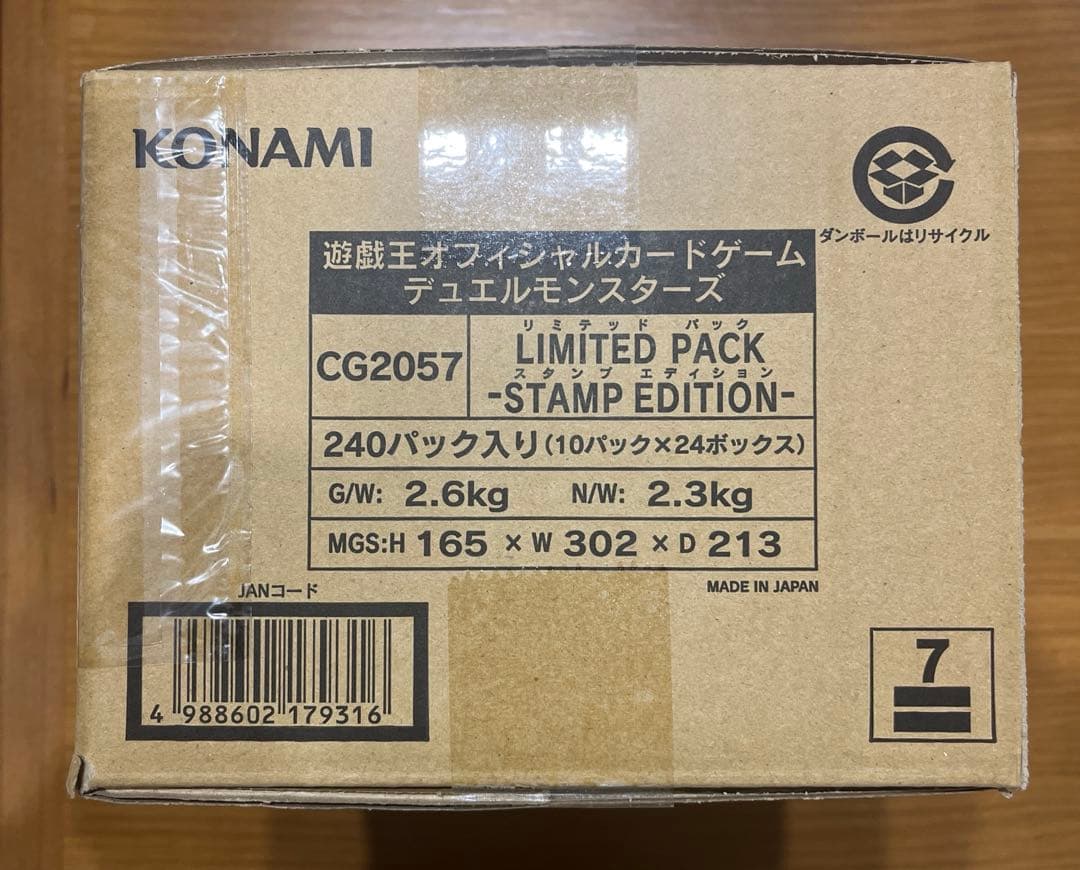 KONAMI
ダンボールはリサイクル
遊戯王オフィシャルカードゲーム
デュエルモンスターズ
CG2057
リミテッド パック
LIMITED PACK
スタンプ エディション
-STAMP EDITION-
240パック入り(10パック×24ボックス)
G/W: 2.6kg N/W: 2.3kg
MGS:H 165 × W 302 × D 213
JANコード
MADE IN JAPAN
4 988602 179316
7